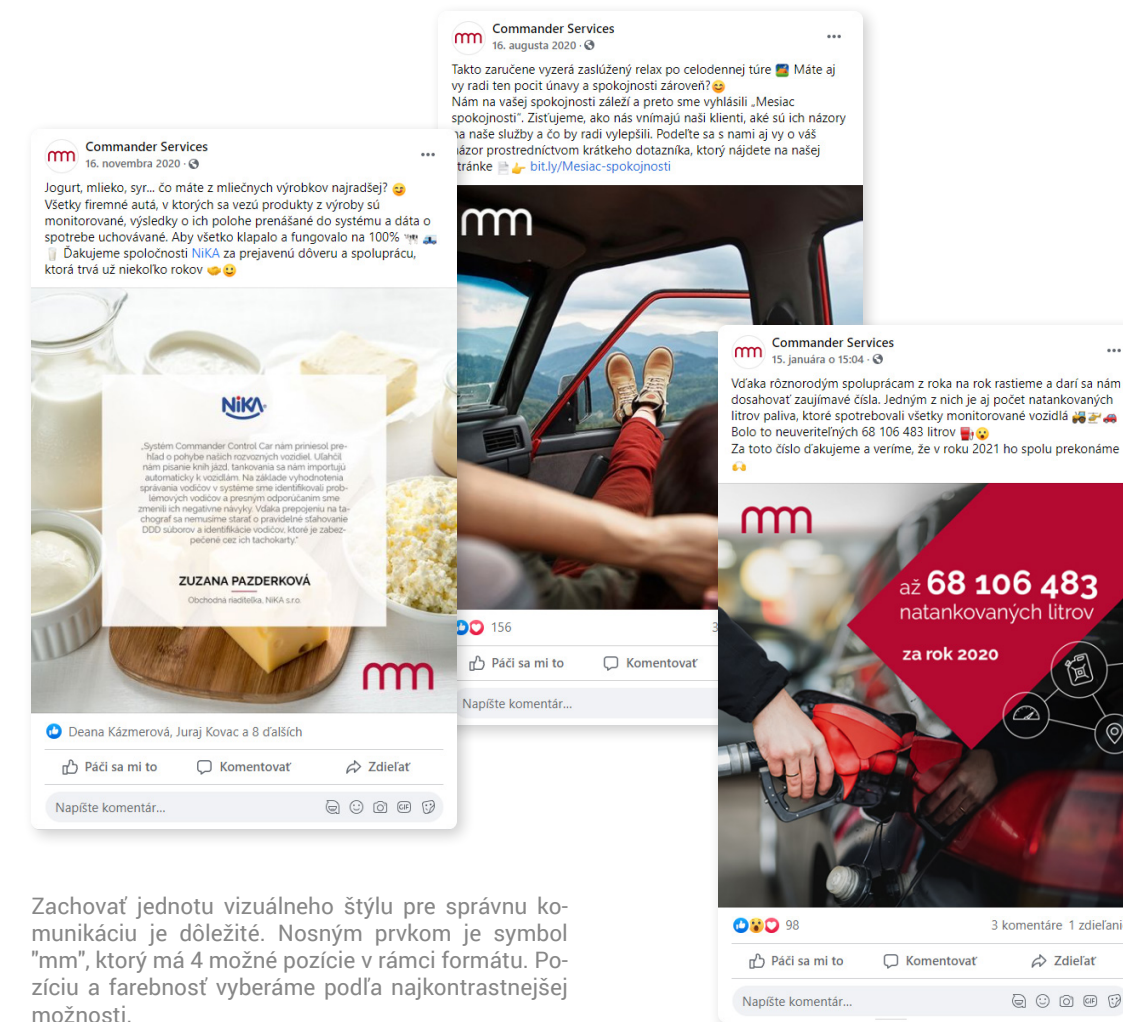 Commander Services
16. augusta 2020
Takto zaručene vyzerá zaslúžený relax po celodennej túre Máte aj
vy radi ten pocit únavy a spokojnosti zároveň?
Nám na vašej spokojnosti záleží a preto sme vyhlásili „Mesiac
spokojnosti“. Zisťujeme, ako nás vnímajú naši klienti, aké sú ich názory
na naše služby a čo by radi vylepšili. Podeľte sa s nami aj vy o váš
názor prostredníctvom krátkeho dotazníka, ktorý nájdete na našej
stránke bit.ly/Mesiac-spokojnosti
mm
156
3
Páči sa mi to
Komentovať
Napíšte komentár...
Commander Services
16. novembra 2020
Jogurt, mlieko, syr... čo máte z mliečnych výrobkov najradšej?
Všetky firemné autá, v ktorých sa vezú produkty z výroby sú
monitorované, výsledky o ich polohe prenášané do systému a dáta o
spotrebe uchovávané. Aby všetko klapalo a fungovalo na 100%
Ďakujeme spoločnosti NiKA za prejavenú dôveru a spoluprácu,
ktorá trvá už niekoľko rokov
NiKA
„Systém Commander Control Car nám priniesol pre-
hľad o pohybe našich rozvozných vozidiel. Uľahčil
nám písanie kníh jázd, tankovania sa nám importujú
automaticky k vozidlám. Na základe vyhodnotenia
správania vodičov v systéme sme identifikovali prob-
lémových vodičov a presným odporúčaním sme
zmenili ich negatívne návyky. Vďaka prepojeniu na ta-
chograf sa nemusíme starať o pravidelné sťahovanie
DDD súborov a identifikácie vodičov, ktoré je zabez-
pečené cez ich tachokarty.“
ZUZANA PAZDERKOVÁ
Obchodná riaditeľka, NiKA s.r.o.
mm
Deana Kázmerová, Juraj Kovac a 8 ďalších
Páči sa mi to
Komentovať
Zdieľať
Napíšte komentár...
GIF
Commander Services
15. januára o 15:04
Vďaka rôznorodým spoluprácam z roka na rok rastieme a darí sa nám
dosahovať zaujímavé čísla. Jedným z nich je aj počet natankovaných
litrov paliva, ktoré spotrebovali všetky monitorované vozidlá
Bolo to neuveriteľných 68 106 483 litrov
Za toto číslo ďakujeme a veríme, že v roku 2021 ho spolu prekonáme
mm
až 68 106 483
natankovaných litrov
za rok 2020
98
3 komentáre 1 zdieľani
Páči sa mi to
Komentovať
Zdieľať
Napíšte komentár...
GIF
Zachovať jednotu vizuálneho štýlu pre správnu ko-
munikáciu je dôležité. Nosným prvkom je symbol
"mm", ktorý má 4 možné pozície v rámci formátu. Po-
zíciu a farebnosť vyberáme podľa najkontrastnejšej
možnosti.